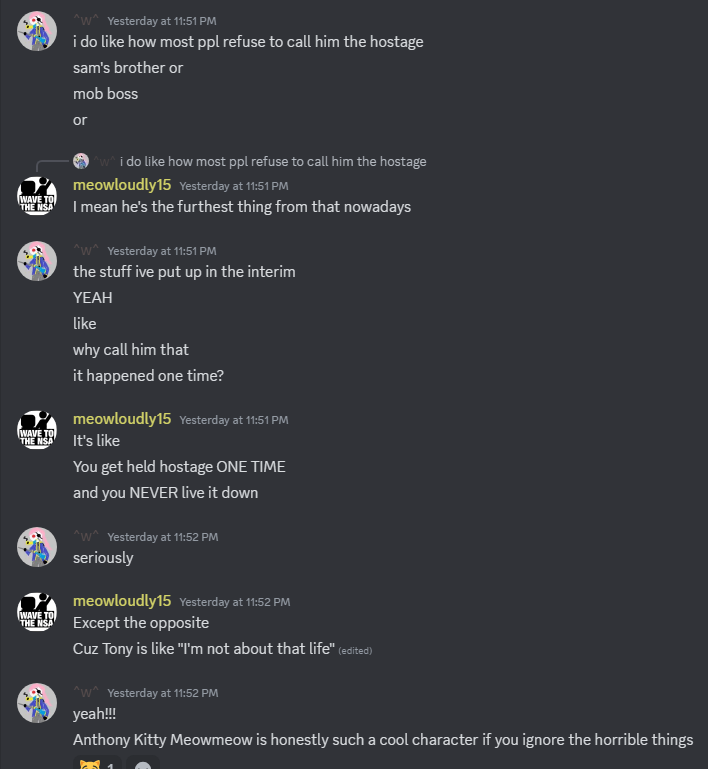 ^w^ Yesterday at 11:51 PM
i do like how most ppl refuse to call him the hostage
sam's brother or
mob boss
or
^w^ i do like how most ppl refuse to call him the hostage
WAVE TO
THE NSA
meowloudly15 Yesterday at 11:51 PM
I mean he's the furthest thing from that nowadays
^w^ Yesterday at 11:51 PM
the stuff ive put up in the interim
YEAH
like
why call him that
it happened one time?
WAVE TO
THE NSA
meowloudly15 Yesterday at 11:51 PM
It's like
You get held hostage ONE TIME
and you NEVER live it down
^w^ Yesterday at 11:52 PM
seriously
WAVE TO
THE NSA
meowloudly15 Yesterday at 11:52 PM
Except the opposite
Cuz Tony is like "I'm not about that life" (edited)
^w^ Yesterday at 11:52 PM
yeah!!!
Anthony Kitty Meowmeow is honestly such a cool character if you ignore the horrible things
1